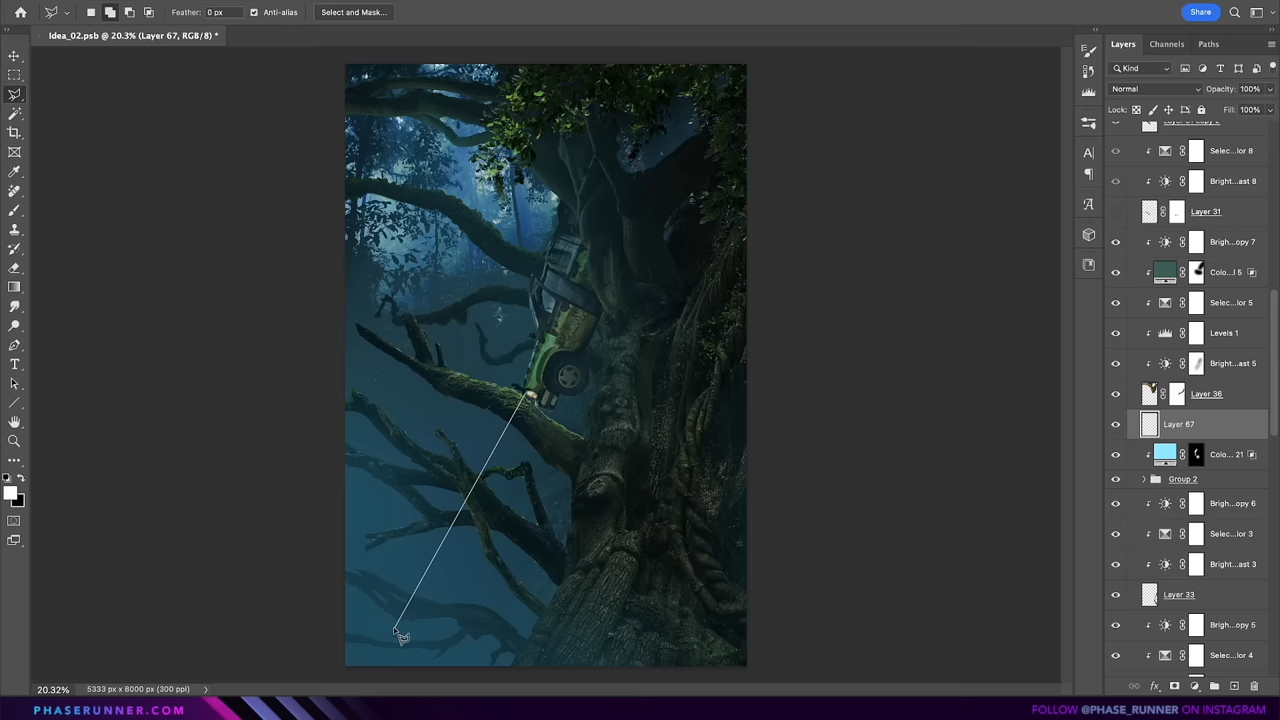 Feather: 0 px Anti-alias Select and Mask... Share
Idea_02.psb @ 20.3% (Layer 67, RGB/8) *
Layers Channels Paths
Kind
Normal Opacity: 100%
Lock: Fill: 100%
Selec...lor 8
Brigh...ast 8
Layer 31
Brigh...opy 7
Colo...l 5
Selec...lor 5
Levels 1
Brigh...ast 5
Layer 36
Layer 67
Colo... 21
Group 2
Brigh...opy 6
Selec...lor 3
Brigh...ast 3
Layer 33
Brigh...opy 5
Selec...lor 4
20.32% 5333 px x 8000 px (300 ppi)
PHASERUNNER.COM
FOLLOW @PHASE_RUNNER ON INSTAGRAM